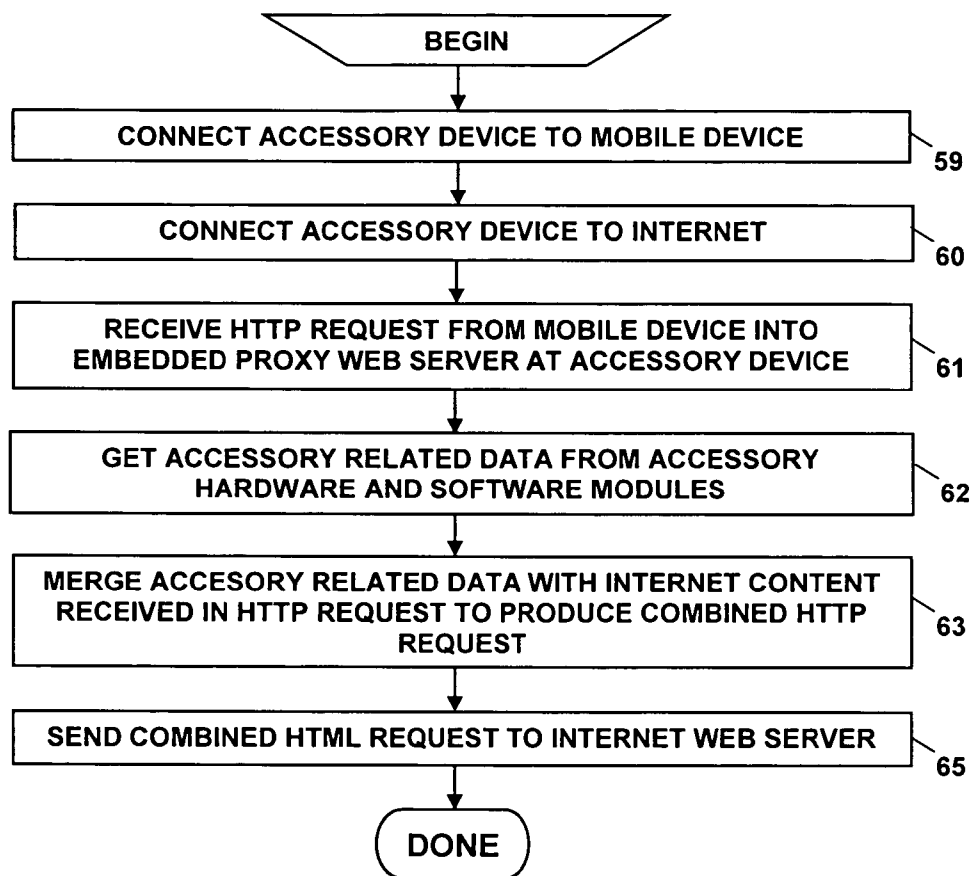 BEGIN
CONNECT ACCESSORY DEVICE TO MOBILE DEVICE
59
CONNECT ACCESSORY DEVICE TO INTERNET
60
RECEIVE HTTP REQUEST FROM MOBILE DEVICE INTO
EMBEDDED PROXY WEB SERVER AT ACCESSORY DEVICE
61
GET ACCESSORY RELATED DATA FROM ACCESSORY
HARDWARE AND SOFTWARE MODULES
62
MERGE ACCESORY RELATED DATA WITH INTERNET CONTENT
RECEIVED IN HTTP REQUEST TO PRODUCE COMBINED HTTP
REQUEST
63
SEND COMBINED HTML REQUEST TO INTERNET WEB SERVER
65
DONE